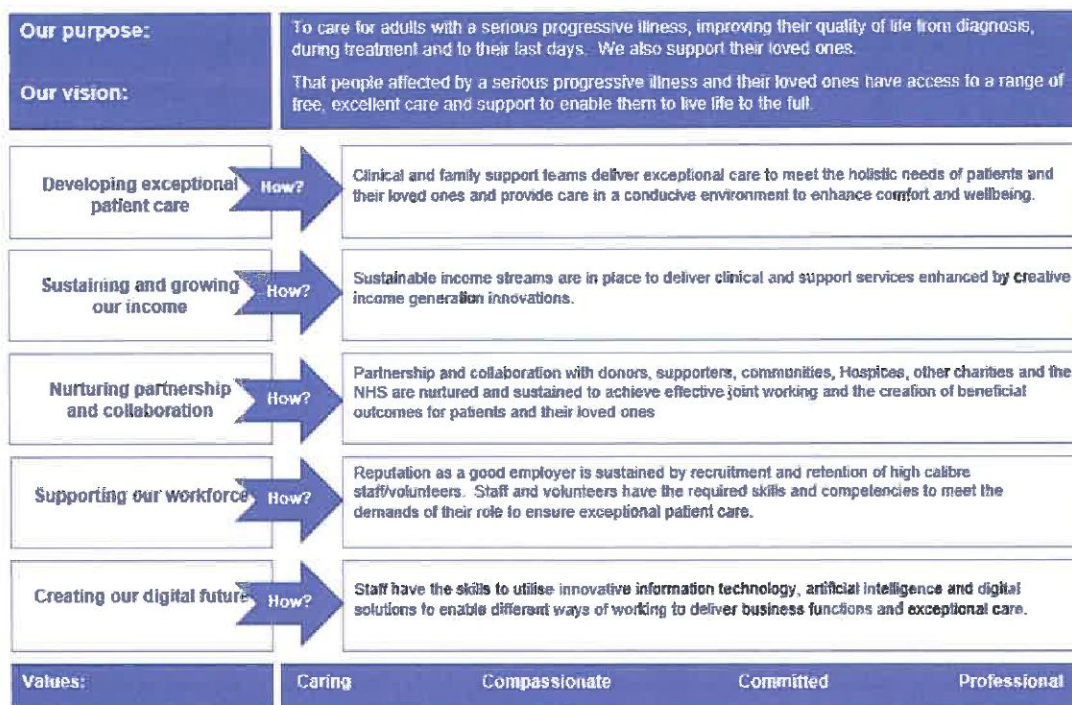 Our purpose:
To care for adults with a serious progressive illness, improving their quality of life from diagnosis,
during treatment and to their last days. We also support their loved ones.
Our vision:
That people affected by a serious progressive illness and their loved ones have access to a range of
free, excellent care and support to enable them to live life to the full.
Developing exceptional
patient care
How?
Clinical and family support teams deliver exceptional care to meet the holistic needs of patients and
their loved ones and provide care in a conducive environment to enhance comfort and wellbeing.
Sustaining and growing
our income
How?
Sustainable income streams are in place to deliver clinical and support services enhanced by creative
income generation innovations.
Nurturing partnership
and collaboration
How?
Partnership and collaboration with donors, supporters, communities, Hospices, other charities and the
NHS are nurtured and sustained to achieve effective joint working and the creation of beneficial
outcomes for patients and their loved ones
Supporting our workforce
How?
Reputation as a good employer is sustained by recruitment and retention of high calibre
staff/volunteers. Staff and volunteers have the required skills and competencies to meet the
demands of their role to ensure exceptional patient care.
Creating our digital future
How?
Staff have the skills to utilise innovative information technology, artificial intelligence and digital
solutions to enable different ways of working to deliver business functions and exceptional care.
Values:
Caring Compassionate Committed Professional